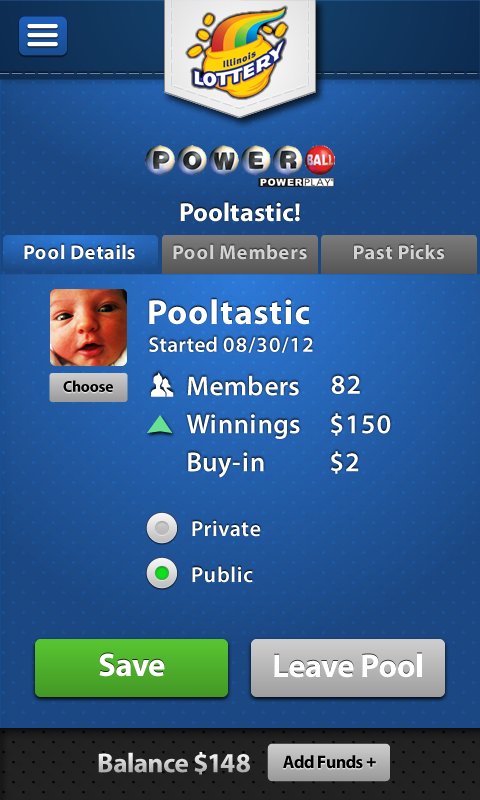 Illinois
LOTTERY
POWERBALL
POWERPLAY
Pooltastic!
Pool Details
Pool Members
Past Picks
Pooltastic
Started 08/30/12
Choose
Members 82
Winnings $150
Buy-in $2
Private
Public
Save
Leave Pool
Balance $148
Add Funds +